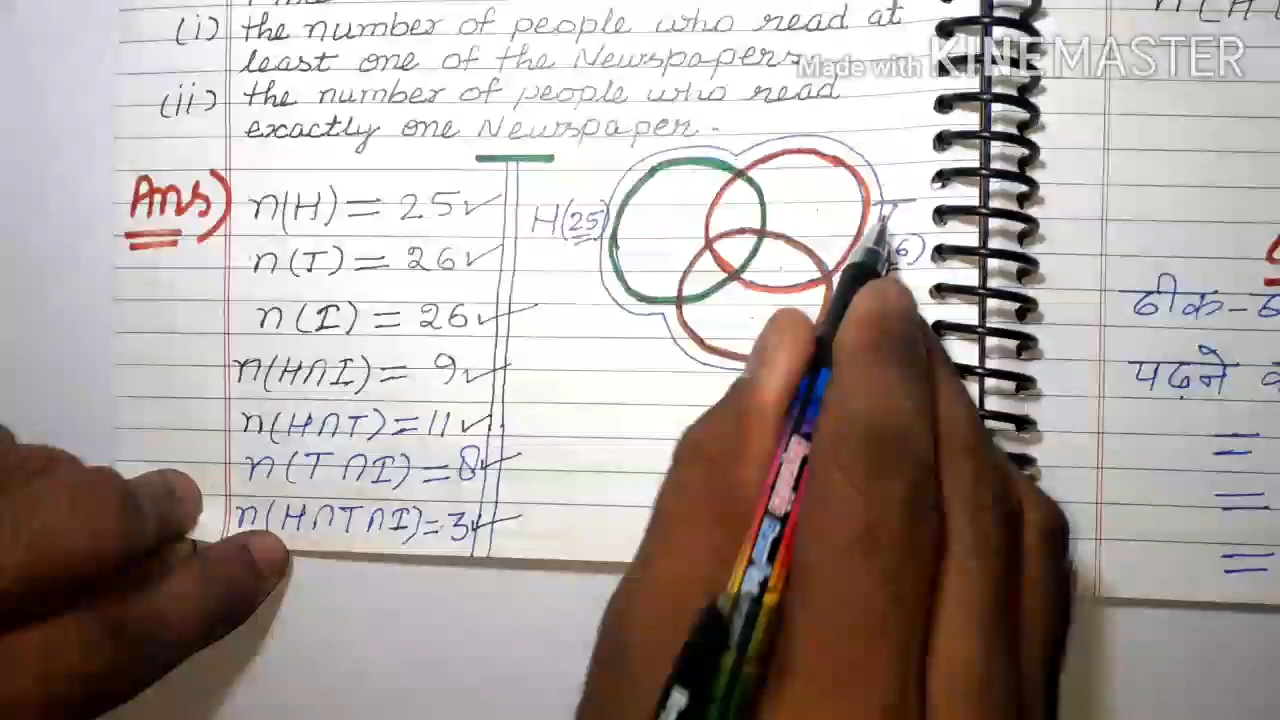 (i) the number of people who read at
least one of the Newspapers
Made with KINEMASTER
(ii) the number of people who read
exactly one Newspaper.
Ans) n(H) = 25
n(T) = 26
n(I) = 26
n(H∩I) = 9
n(H∩T) = 11
n(T∩I) = 8
n(H∩T∩I) = 3
H(25)
T
6)
ठीक-
पढ़ने
=
=
=